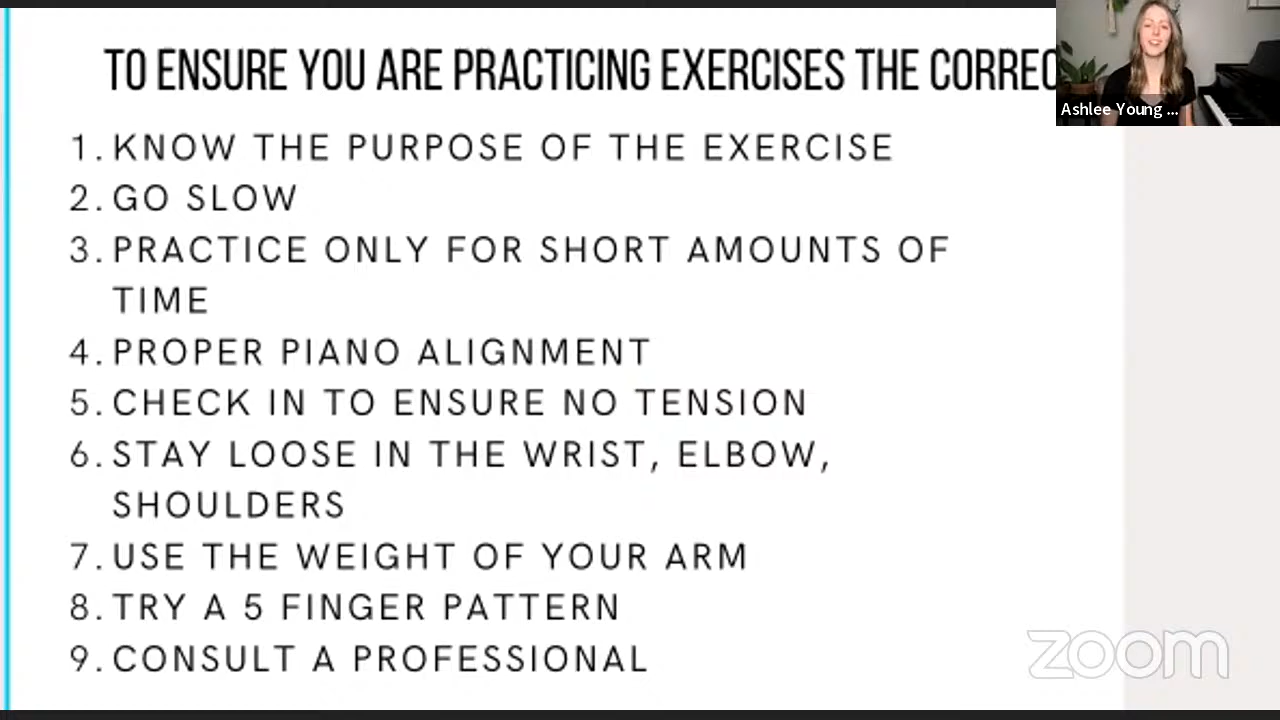 TO ENSURE YOU ARE PRACTICING EXERCISES THE CORREC
Ashlee Young ...
1. KNOW THE PURPOSE OF THE EXERCISE
2. GO SLOW
3. PRACTICE ONLY FOR SHORT AMOUNTS OF
TIME
4. PROPER PIANO ALIGNMENT
5. CHECK IN TO ENSURE NO TENSION
6. STAY LOOSE IN THE WRIST, ELBOW,
SHOULDERS
7. USE THE WEIGHT OF YOUR ARM
8. TRY A 5 FINGER PATTERN
9. CONSULT A PROFESSIONAL
zoom